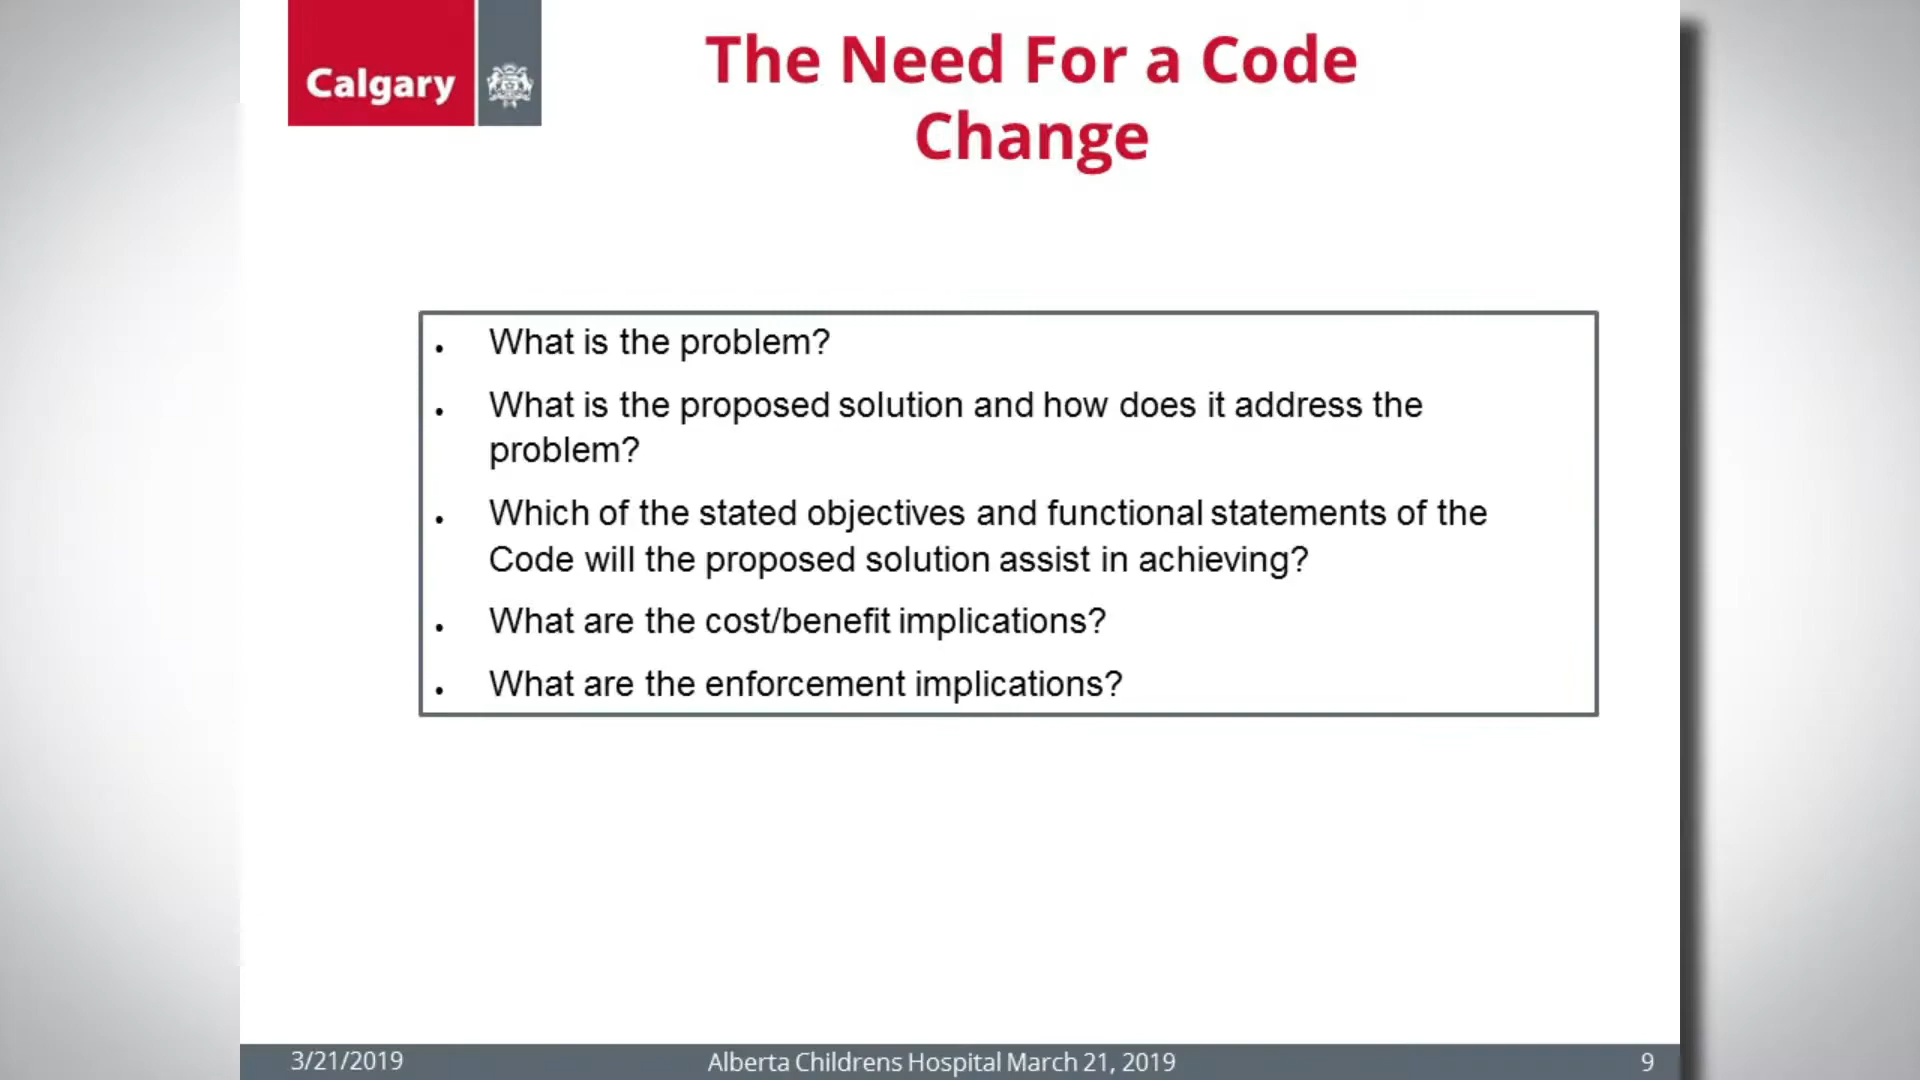 Calgary
The Need For a Code
Change
• What is the problem?
• What is the proposed solution and how does it address the
problem?
• Which of the stated objectives and functional statements of the
Code will the proposed solution assist in achieving?
• What are the cost/benefit implications?
• What are the enforcement implications?
3/21/2019
Alberta Childrens Hospital March 21, 2019
9